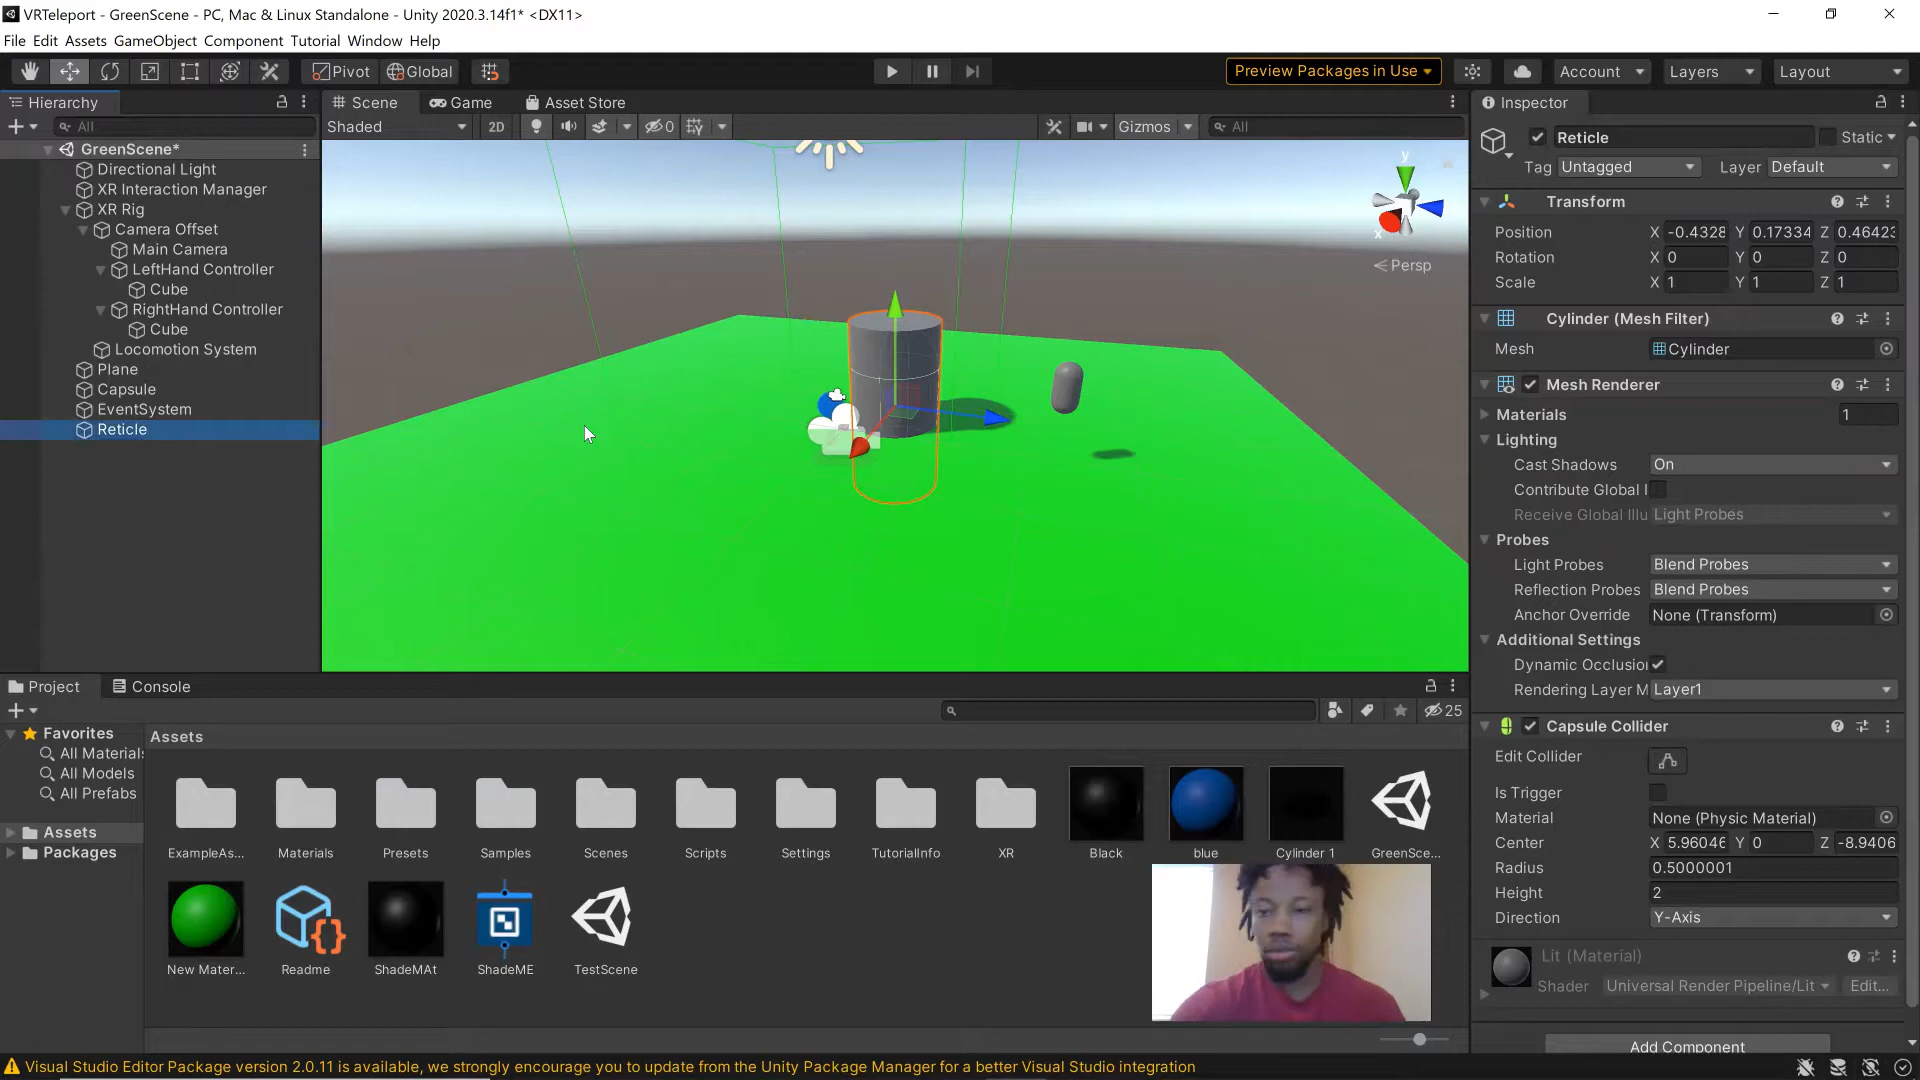 VRTeleport - GreenScene - PC, Mac & Linux Standalone - Unity 2020.3.14f1* <DX11>
File Edit Assets GameObject Component Tutorial Window Help
Pivot Global Preview Packages in Use Account Layers Layout
Hierarchy
All
GreenScene*
Directional Light
XR Interaction Manager
XR Rig
Camera Offset
Main Camera
LeftHand Controller
Cube
RightHand Controller
Cube
Locomotion System
Plane
Capsule
EventSystem
Reticle
Scene Game Asset Store
Shaded 2D 0 Gizmos All
y
x
Persp
Inspector
Reticle Static
Tag Untagged Layer Default
Transform
Position X -0.4328 Y 0.17334 Z 0.46423
Rotation X 0 Y 0 Z 0
Scale X 1 Y 1 Z 1
Cylinder (Mesh Filter)
Mesh Cylinder
Mesh Renderer
Materials 1
Lighting
Cast Shadows On
Contribute Global I
Receive Global Illu Light Probes
Probes
Light Probes Blend Probes
Reflection Probes Blend Probes
Anchor Override None (Transform)
Additional Settings
Dynamic Occlusion
Rendering Layer M Layer1
Capsule Collider
Edit Collider
Is Trigger
Material None (Physic Material)
Center X 5.96046 Y 0 Z -8.9406
Radius 0.5000001
Height 2
Direction Y-Axis
Lit (Material)
Shader Universal Render Pipeline/Lit Edit...
Add Component
Project Console
25
Favorites
All Materials
All Models
All Prefabs
Assets
Packages
Assets
ExampleAs... Materials Presets Samples Scenes Scripts Settings TutorialInfo XR Black blue Cylinder 1 GreenSce...
New Mater... Readme ShadeMAt ShadeME TestScene
Visual Studio Editor Package version 2.0.11 is available, we strongly encourage you to update from the Unity Package Manager for a better Visual Studio integration